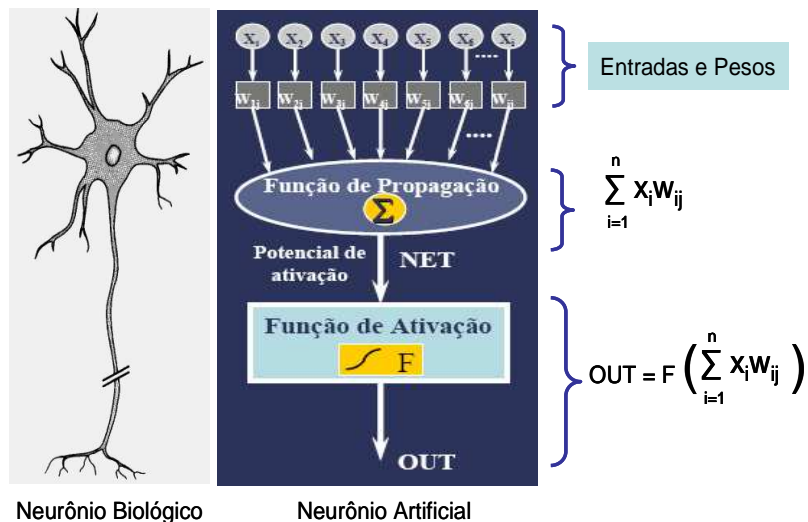 X₁ X₂ X₃ X₄ X₅ X₆ .... Xᵢ
W₁ⱼ W₂ⱼ W₃ⱼ W₄ⱼ W₅ⱼ W₆ⱼ Wᵢⱼ
....
Entradas e Pesos
Função de Propagação
Σ
n
Σ XᵢWᵢⱼ
i=1
Potencial de
ativação
NET
Função de Ativação
F
n
OUT = F ( Σ XᵢWᵢⱼ )
i=1
OUT
Neurônio Biológico
Neurônio Artificial